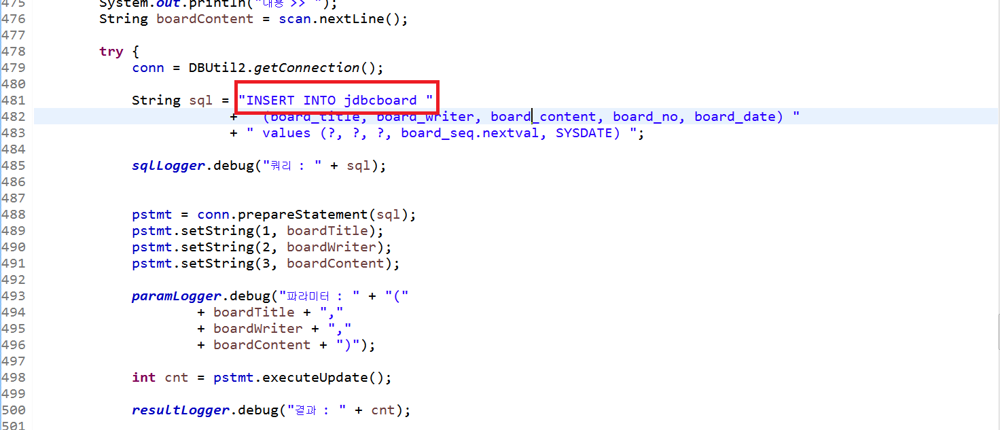 475 System.out.println("내용 >> ");
476 String boardContent = scan.nextLine();
477
478 try {
479 conn = DBUtil2.getConnection();
480
481 String sql = "INSERT INTO jdbcboard "
482 + " (board_title, board_writer, board_content, board_no, board_date) "
483 + " values (?, ?, ?, board_seq.nextval, SYSDATE) ";
484
485 sqlLogger.debug("쿼리 : " + sql);
486
487
488 pstmt = conn.prepareStatement(sql);
489 pstmt.setString(1, boardTitle);
490 pstmt.setString(2, boardWriter);
491 pstmt.setString(3, boardContent);
492
493 paramLogger.debug("파라미터 : " + "("
494 + boardTitle + ","
495 + boardWriter + ","
496 + boardContent + ")");
497
498 int cnt = pstmt.executeUpdate();
499
500 resultLogger.debug("결과 : " + cnt);
501